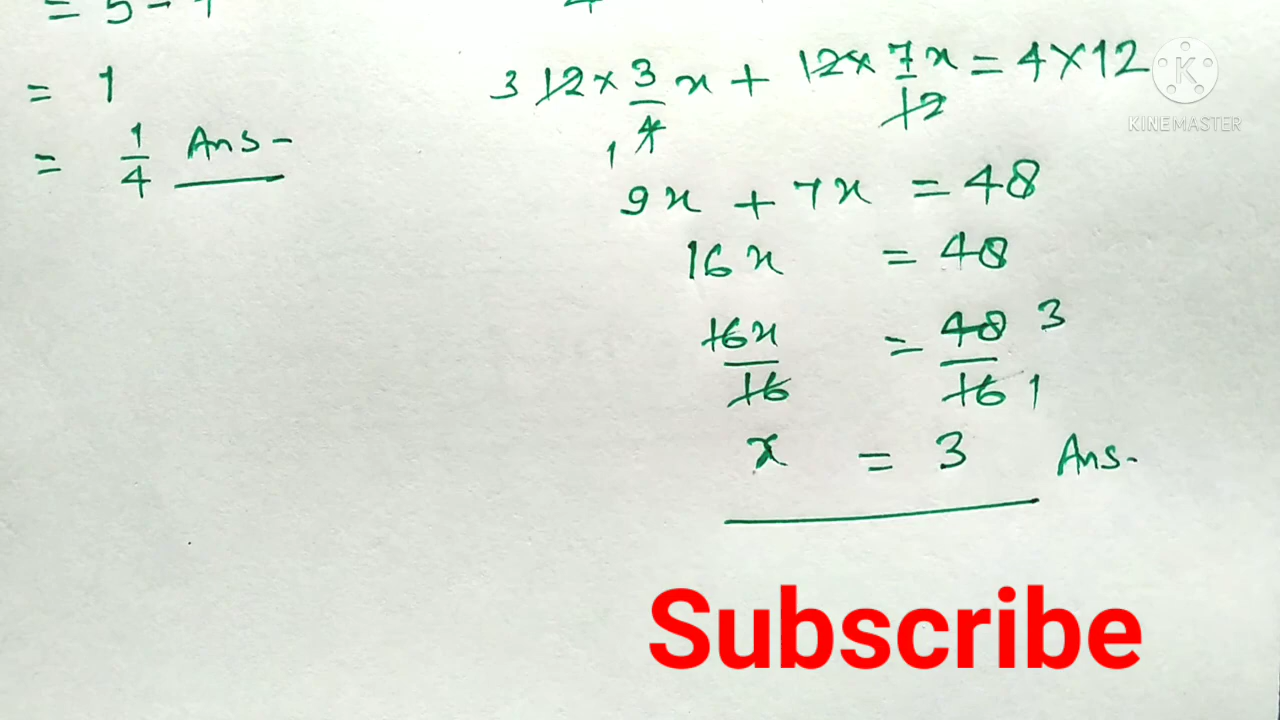 = 5 -
= 1
= 1/4 Ans-
3 12 × 3/4 x + 12 × 7x/12 = 4 × 12
1
9x + 7x = 48
16x = 48
16x/16 = 48/16 3 1
x = 3 Ans-
K
KINEMASTER
Subscribe